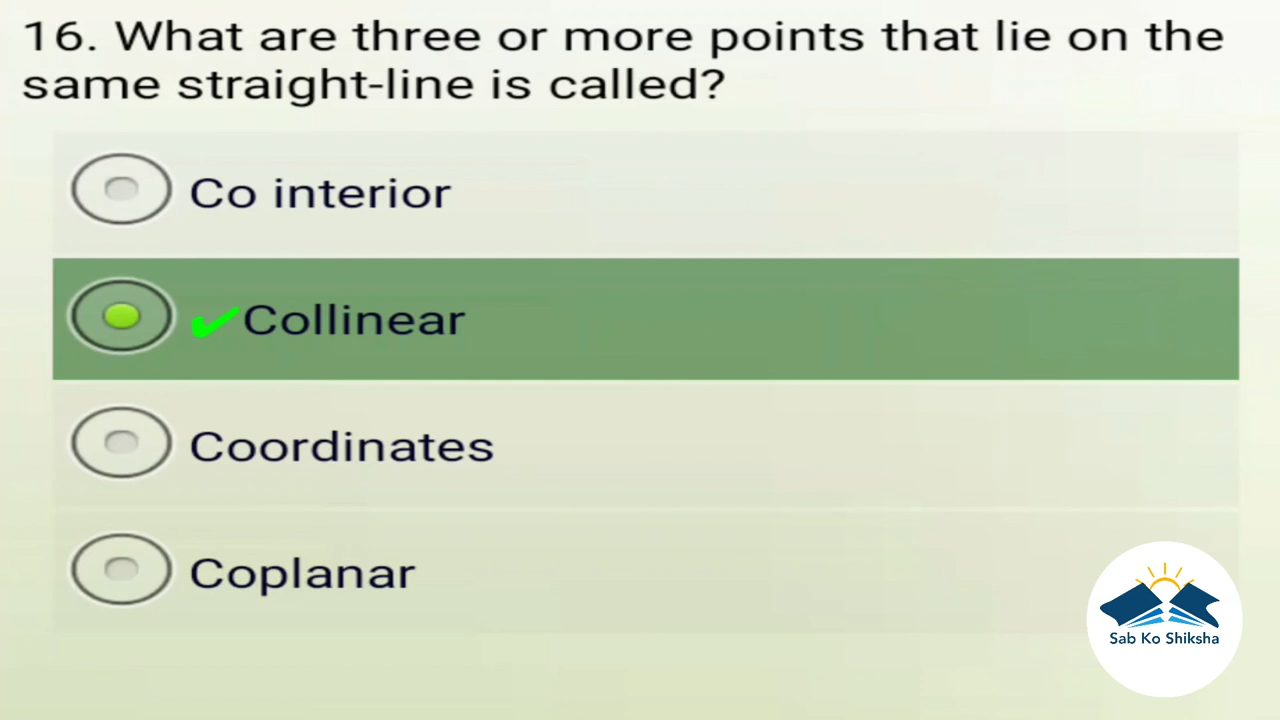 16. What are three or more points that lie on the
same straight-line is called?
Co interior
✔Collinear
Coordinates
Coplanar
Sab Ko Shiksha